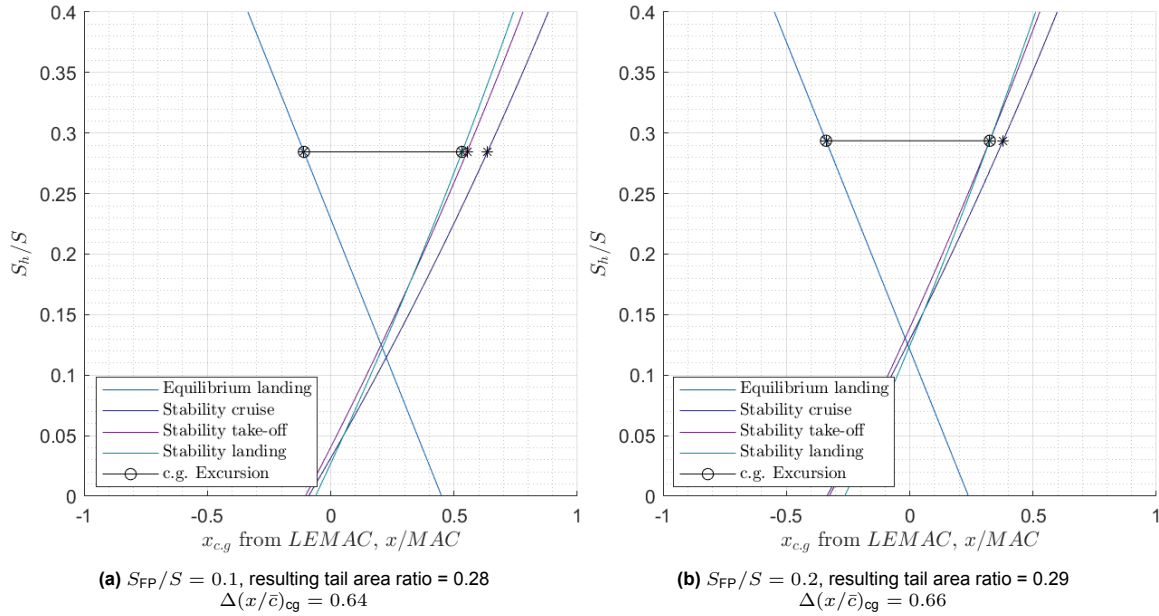 0.4
0.35
0.3
0.25
0.2
0.15
0.1
0.05
0
S_h/S
-1
-0.5
0
0.5
1
x_{c.g} from LEMAC, x/MAC
Equilibrium landing
Stability cruise
Stability take-off
Stability landing
c.g. Excursion
(a) S_FP/S = 0.1, resulting tail area ratio = 0.28
Δ(x/c̄)_cg = 0.64
0.4
0.35
0.3
0.25
0.2
0.15
0.1
0.05
0
S_h/S
-1
-0.5
0
0.5
1
x_{c.g} from LEMAC, x/MAC
Equilibrium landing
Stability cruise
Stability take-off
Stability landing
c.g. Excursion
(b) S_FP/S = 0.2, resulting tail area ratio = 0.29
Δ(x/c̄)_cg = 0.66